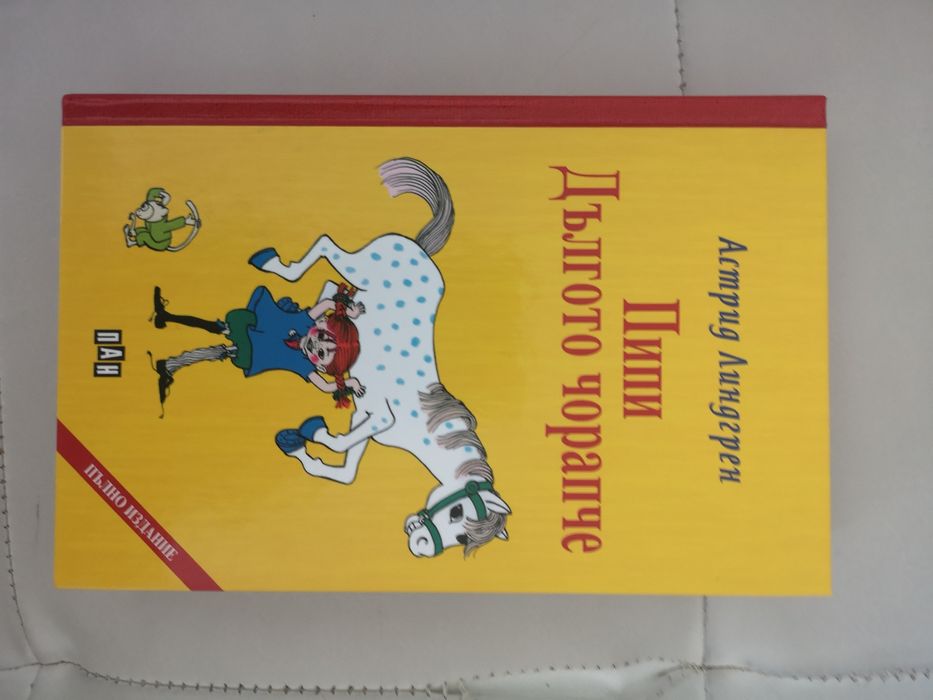 Астрид Линдгрен
Пипи
Дългото чорапче
ПАН
ПЪЛНО ИЗДАНИЕ